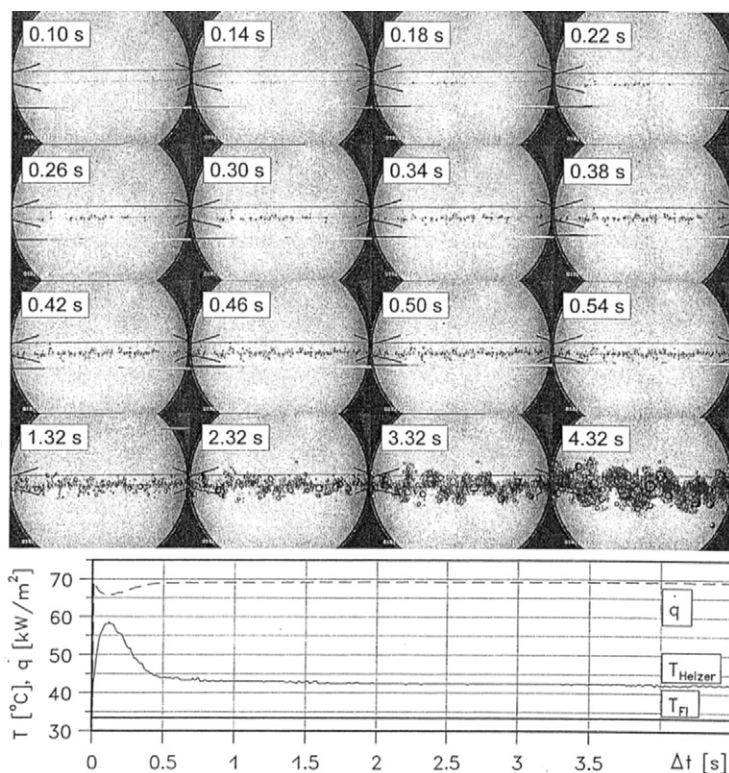 0.10 s 0.14 s 0.18 s 0.22 s
0.26 s 0.30 s 0.34 s 0.38 s
0.42 s 0.46 s 0.50 s 0.54 s
1.32 s 2.32 s 3.32 s 4.32 s
T [°C], q̇ [kW/m²]
70
60
50
40
30
q̇
T_Heizer
T_Fl
0 0.5 1 1.5 2 2.5 3 3.5 Δt [s]